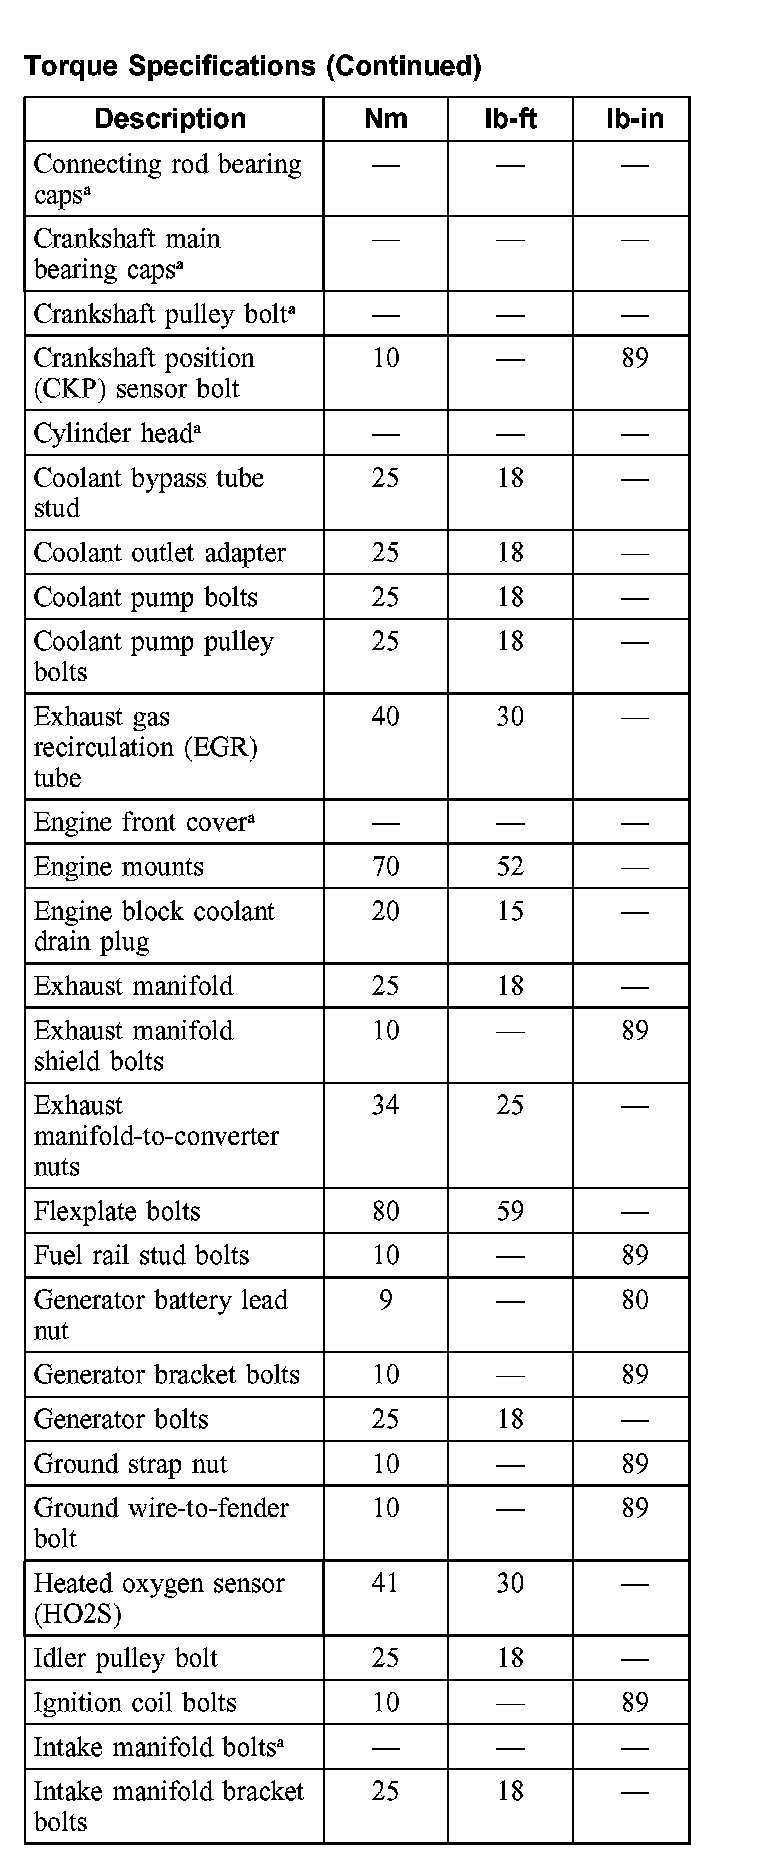 Torque Specifications (Continued)
Description Nm lb-ft lb-in
Connecting rod bearing — — —
capsª
Crankshaft main — — —
bearing capsª
Crankshaft pulley boltª — — —
Crankshaft position 10 — 89
(CKP) sensor bolt
Cylinder headª — — —
Coolant bypass tube 25 18 —
stud
Coolant outlet adapter 25 18 —
Coolant pump bolts 25 18 —
Coolant pump pulley 25 18 —
bolts
Exhaust gas 40 30 —
recirculation (EGR)
tube
Engine front coverª — — —
Engine mounts 70 52 —
Engine block coolant 20 15 —
drain plug
Exhaust manifold 25 18 —
Exhaust manifold 10 — 89
shield bolts
Exhaust 34 25 —
manifold-to-converter
nuts
Flexplate bolts 80 59 —
Fuel rail stud bolts 10 — 89
Generator battery lead 9 — 80
nut
Generator bracket bolts 10 — 89
Generator bolts 25 18 —
Ground strap nut 10 — 89
Ground wire-to-fender 10 — 89
bolt
Heated oxygen sensor 41 30 —
(HO2S)
Idler pulley bolt 25 18 —
Ignition coil bolts 10 — 89
Intake manifold boltsª — — —
Intake manifold bracket 25 18 —
bolts